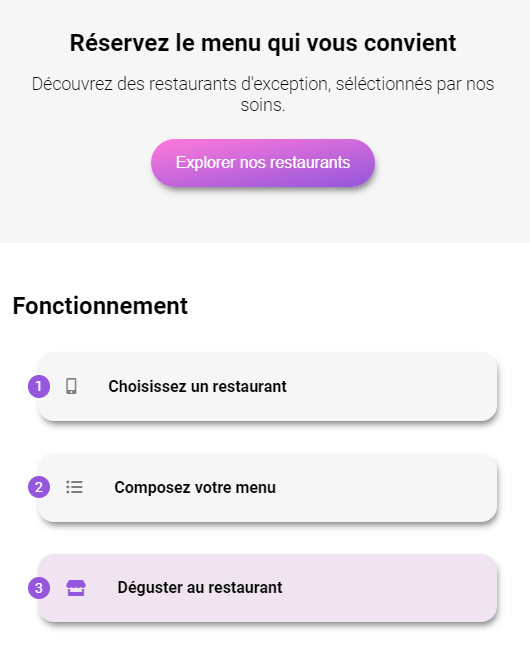 Réservez le menu qui vous convient
Découvrez des restaurants d'exception, séléctionnés par nos
soins.
Explorer nos restaurants
Fonctionnement
1 Choisissez un restaurant
2 Composez votre menu
3 Déguster au restaurant